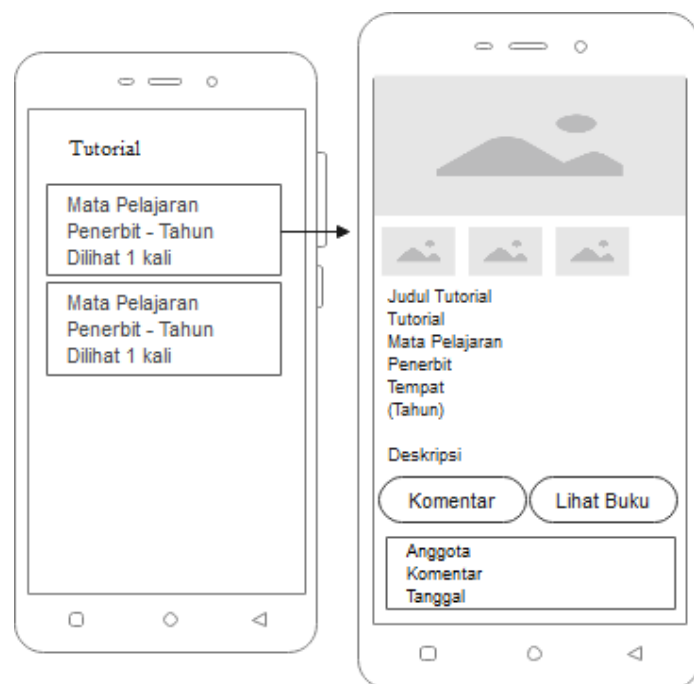 Tutorial
Mata Pelajaran
Penerbit - Tahun
Dilihat 1 kali
Mata Pelajaran
Penerbit - Tahun
Dilihat 1 kali
Judul Tutorial
Tutorial
Mata Pelajaran
Penerbit
Tempat
(Tahun)
Deskripsi
Komentar
Lihat Buku
Anggota
Komentar
Tanggal